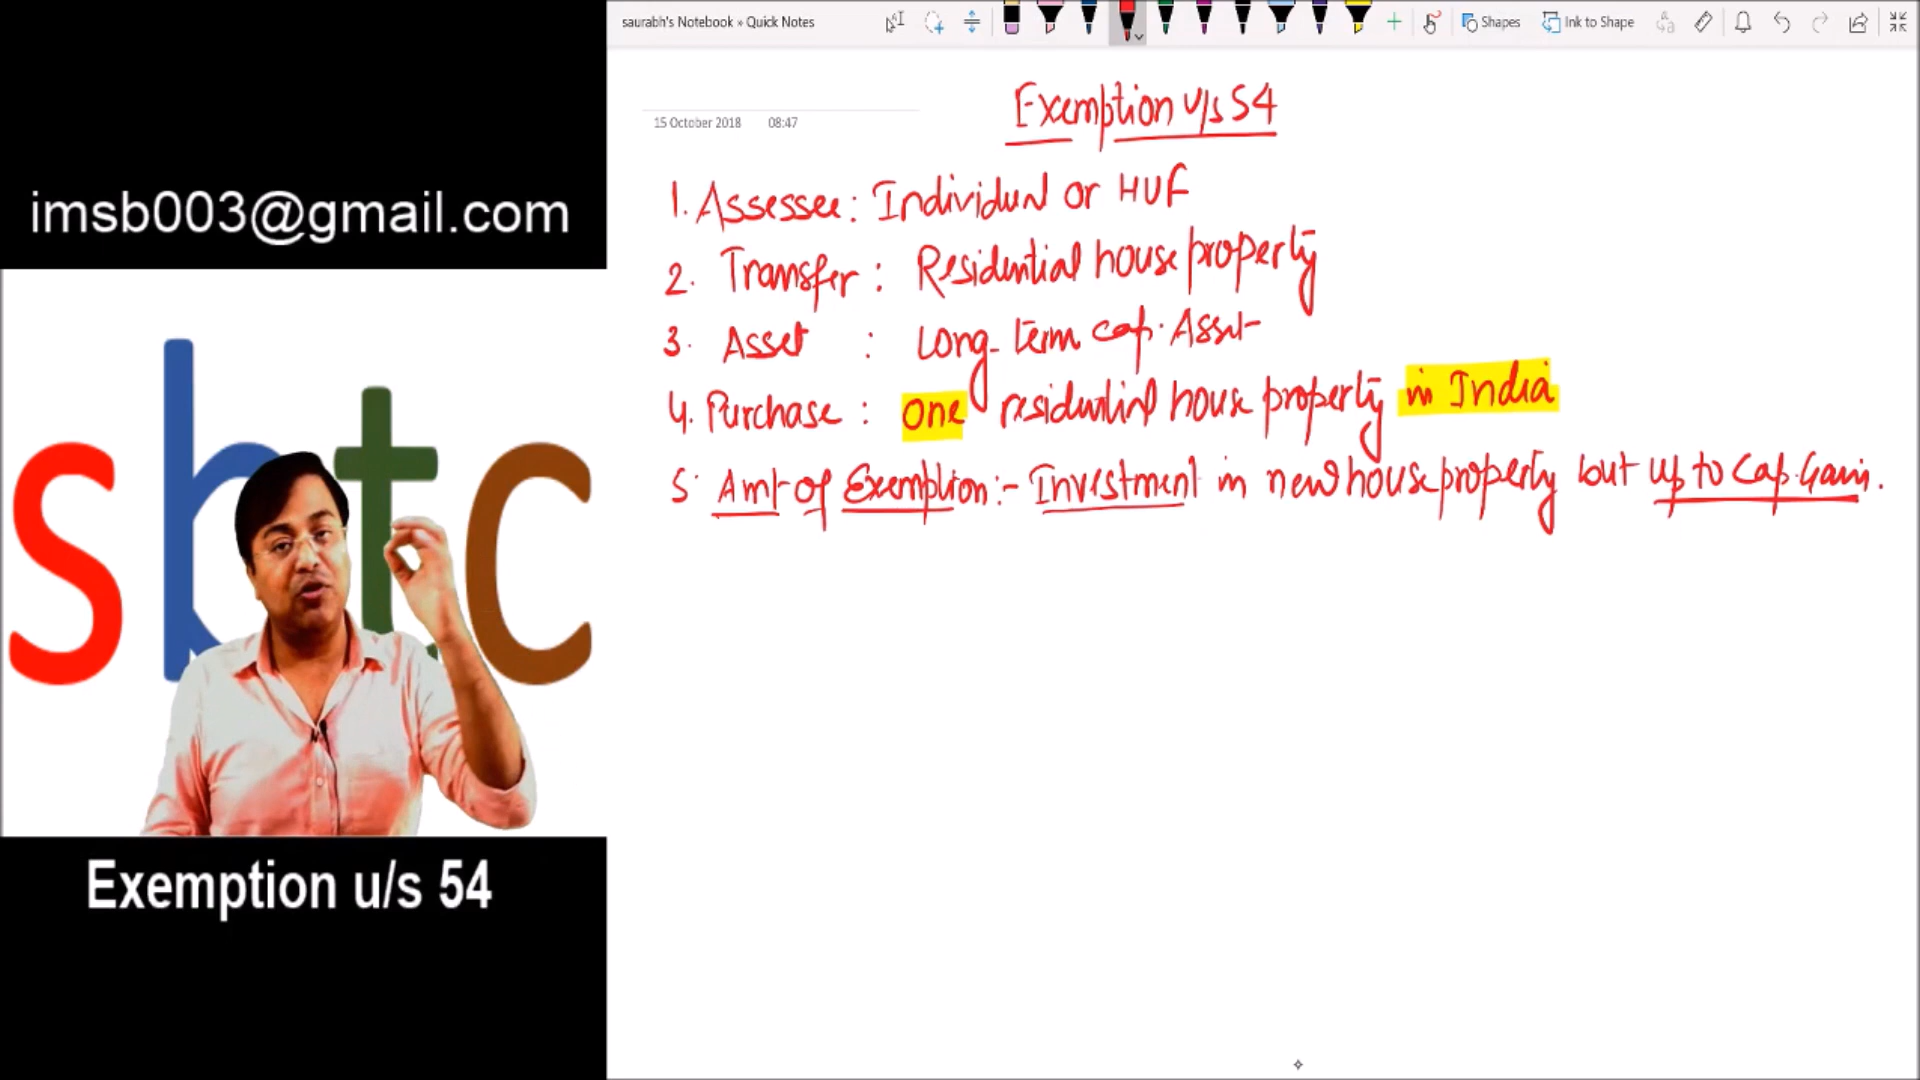 imsb003@gmail.com
sbtc
Exemption u/s 54
saurabh's Notebook » Quick Notes
Shapes
Ink to Shape
15 October 2018 08:47
Exemption u/s 54
1. Assessee: Individual or HUF
2. Transfer: Residential house property
3. Asset : Long-term cap. Asset
4. Purchase: One residential house property in India
5. Amt of Exemption:- Investment in new house property but up to Cap. Gain.